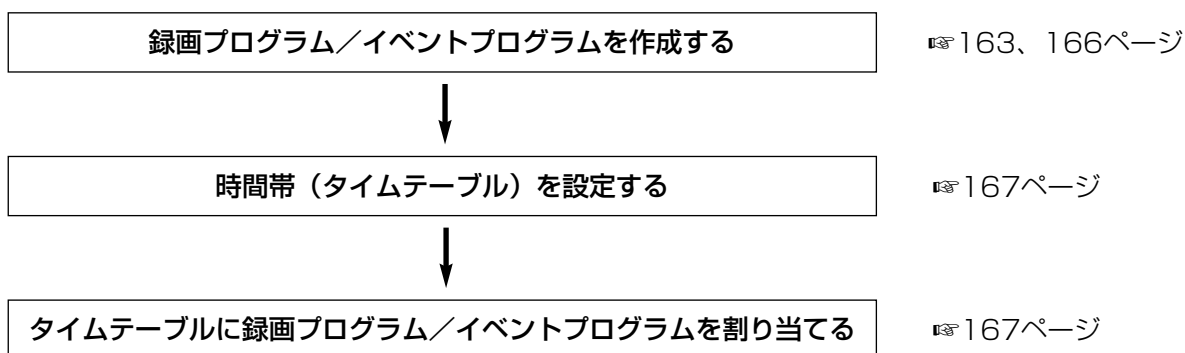 録画プログラム／イベントプログラムを作成する ☞163、166ページ
時間帯（タイムテーブル）を設定する ☞167ページ
タイムテーブルに録画プログラム／イベントプログラムを割り当てる ☞167ページ